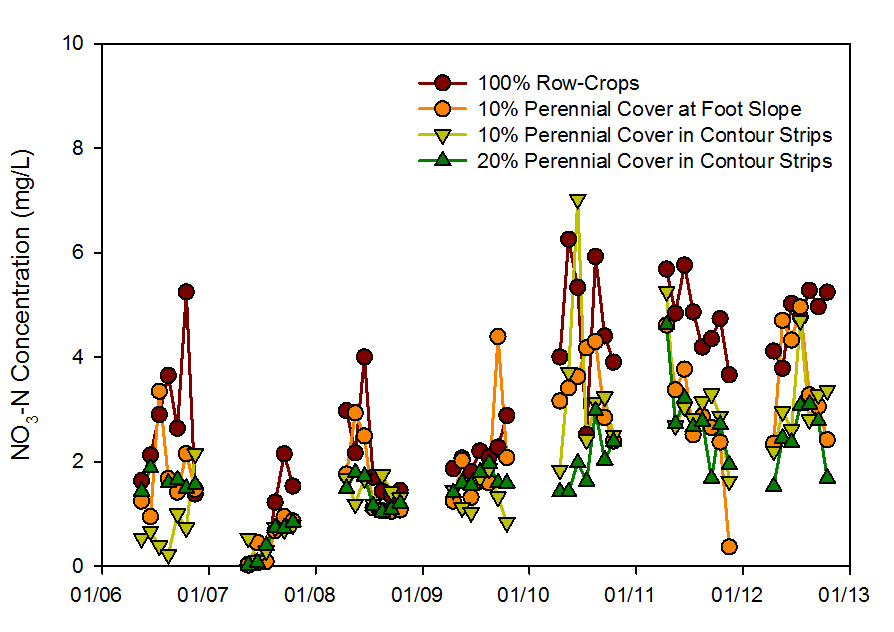 10
8
6
4
2
0
NO3-N Concentration (mg/L)
100% Row-Crops
10% Perennial Cover at Foot Slope
10% Perennial Cover in Contour Strips
20% Perennial Cover in Contour Strips
01/06 01/07 01/08 01/09 01/10 01/11 01/12 01/13